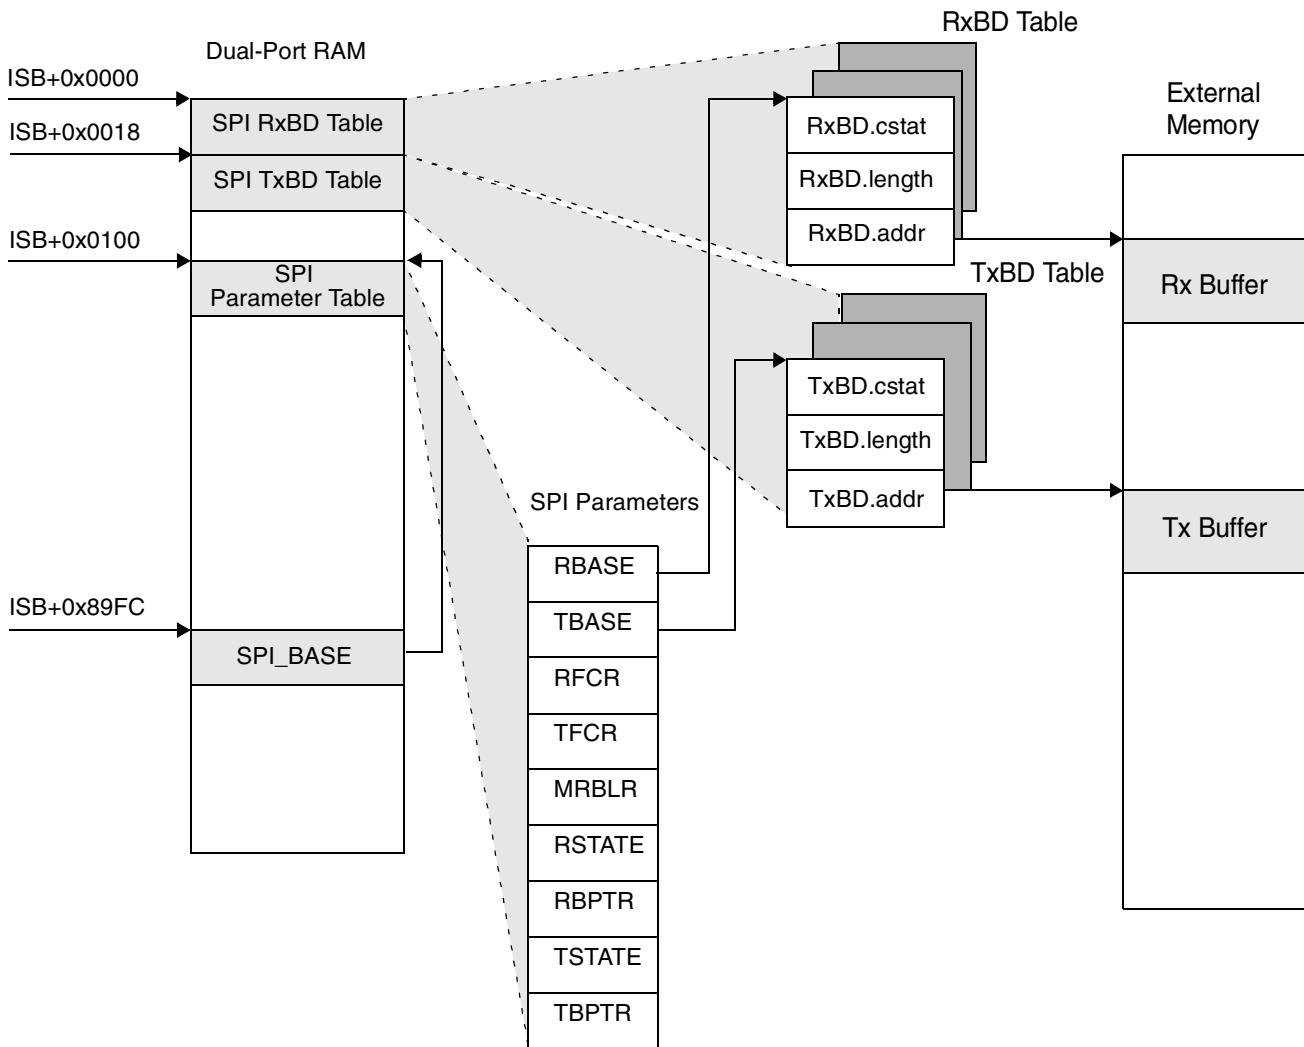 RxBD Table
Dual-Port RAM
ISB+0x0000
SPI RxBD Table
ISB+0x0018
SPI TxBD Table
ISB+0x0100
SPI
Parameter Table
ISB+0x89FC
SPI_BASE
RxBD.cstat
RxBD.length
RxBD.addr
External
Memory
TxBD Table
Rx Buffer
TxBD.cstat
TxBD.length
TxBD.addr
Tx Buffer
SPI Parameters
RBASE
TBASE
RFCR
TFCR
MRBLR
RSTATE
RBPTR
TSTATE
TBPTR